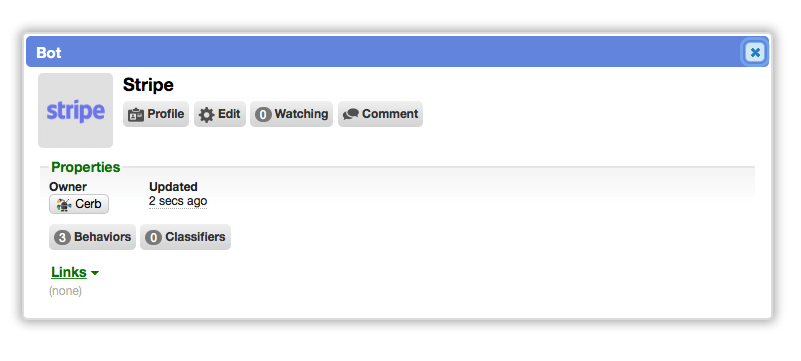 Bot
stripe
Stripe
Profile Edit 0 Watching Comment
Properties
Owner Updated
Cerb 2 secs ago
3 Behaviors 0 Classifiers
Links
(none)